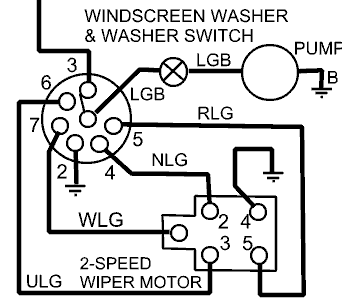 WINDSCREEN WASHER
& WASHER SWITCH
PUMP
LGB
B
3
6
LGB
RLG
7
5
2
4
NLG
WLG
2
4
3
5
ULG
2-SPEED
WIPER MOTOR